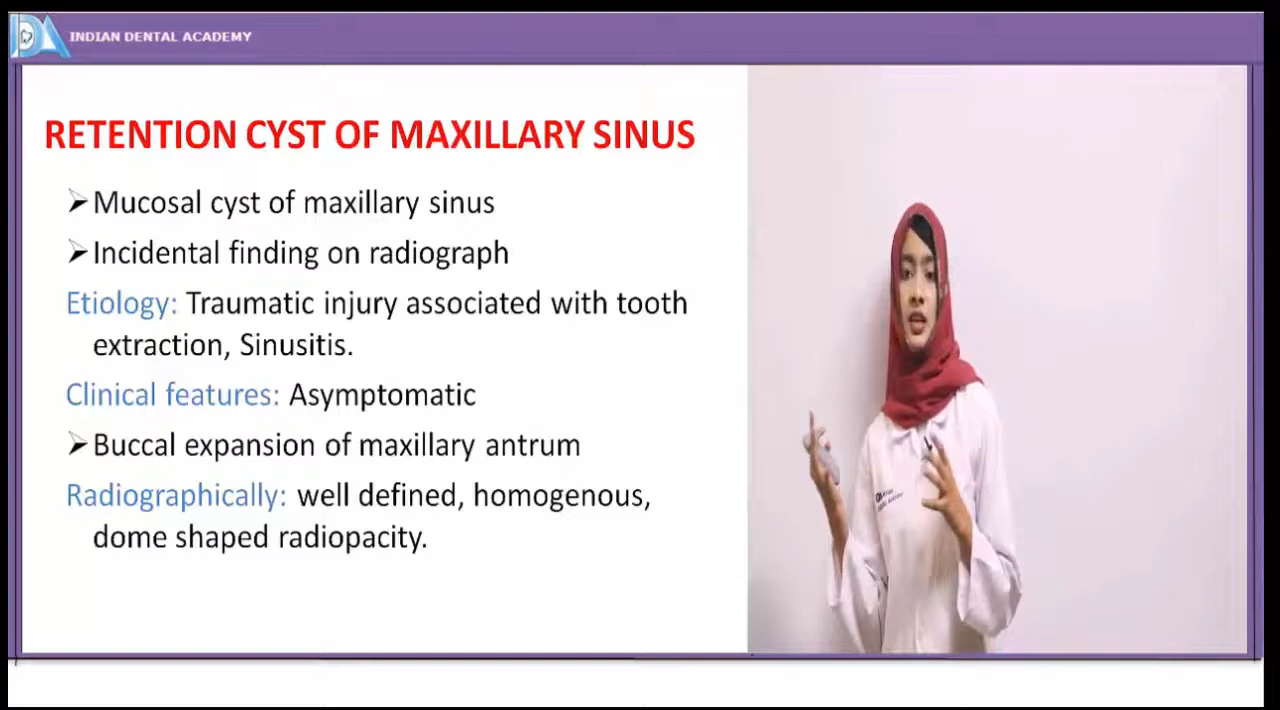 INDIAN DENTAL ACADEMY
RETENTION CYST OF MAXILLARY SINUS
➢Mucosal cyst of maxillary sinus
➢Incidental finding on radiograph
Etiology: Traumatic injury associated with tooth
extraction, Sinusitis.
Clinical features: Asymptomatic
➢Buccal expansion of maxillary antrum
Radiographically: well defined, homogenous,
dome shaped radiopacity.